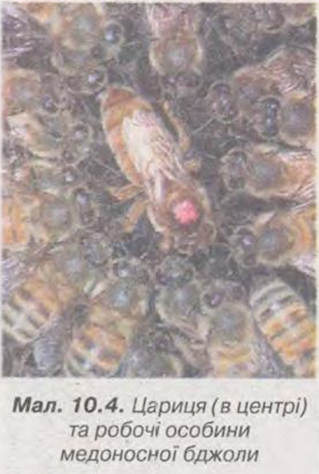 Мал. 10.4. Цариця (в центрі)
та робочі особини
медоносної бджоли